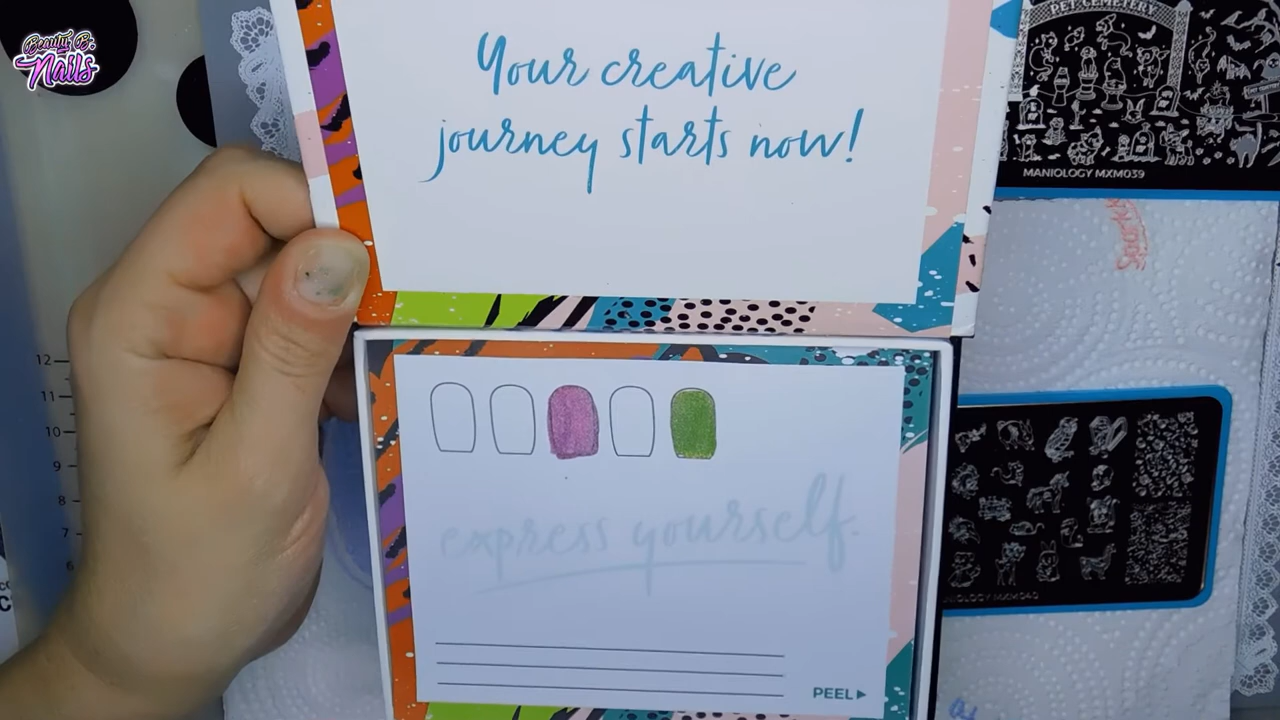 Beauty B.
Nails
Your creative
journey starts now!
PET CEMETERY
MANIOLOGY MXM039
12
11
10
9
8
7
6
express yourself.
PEEL